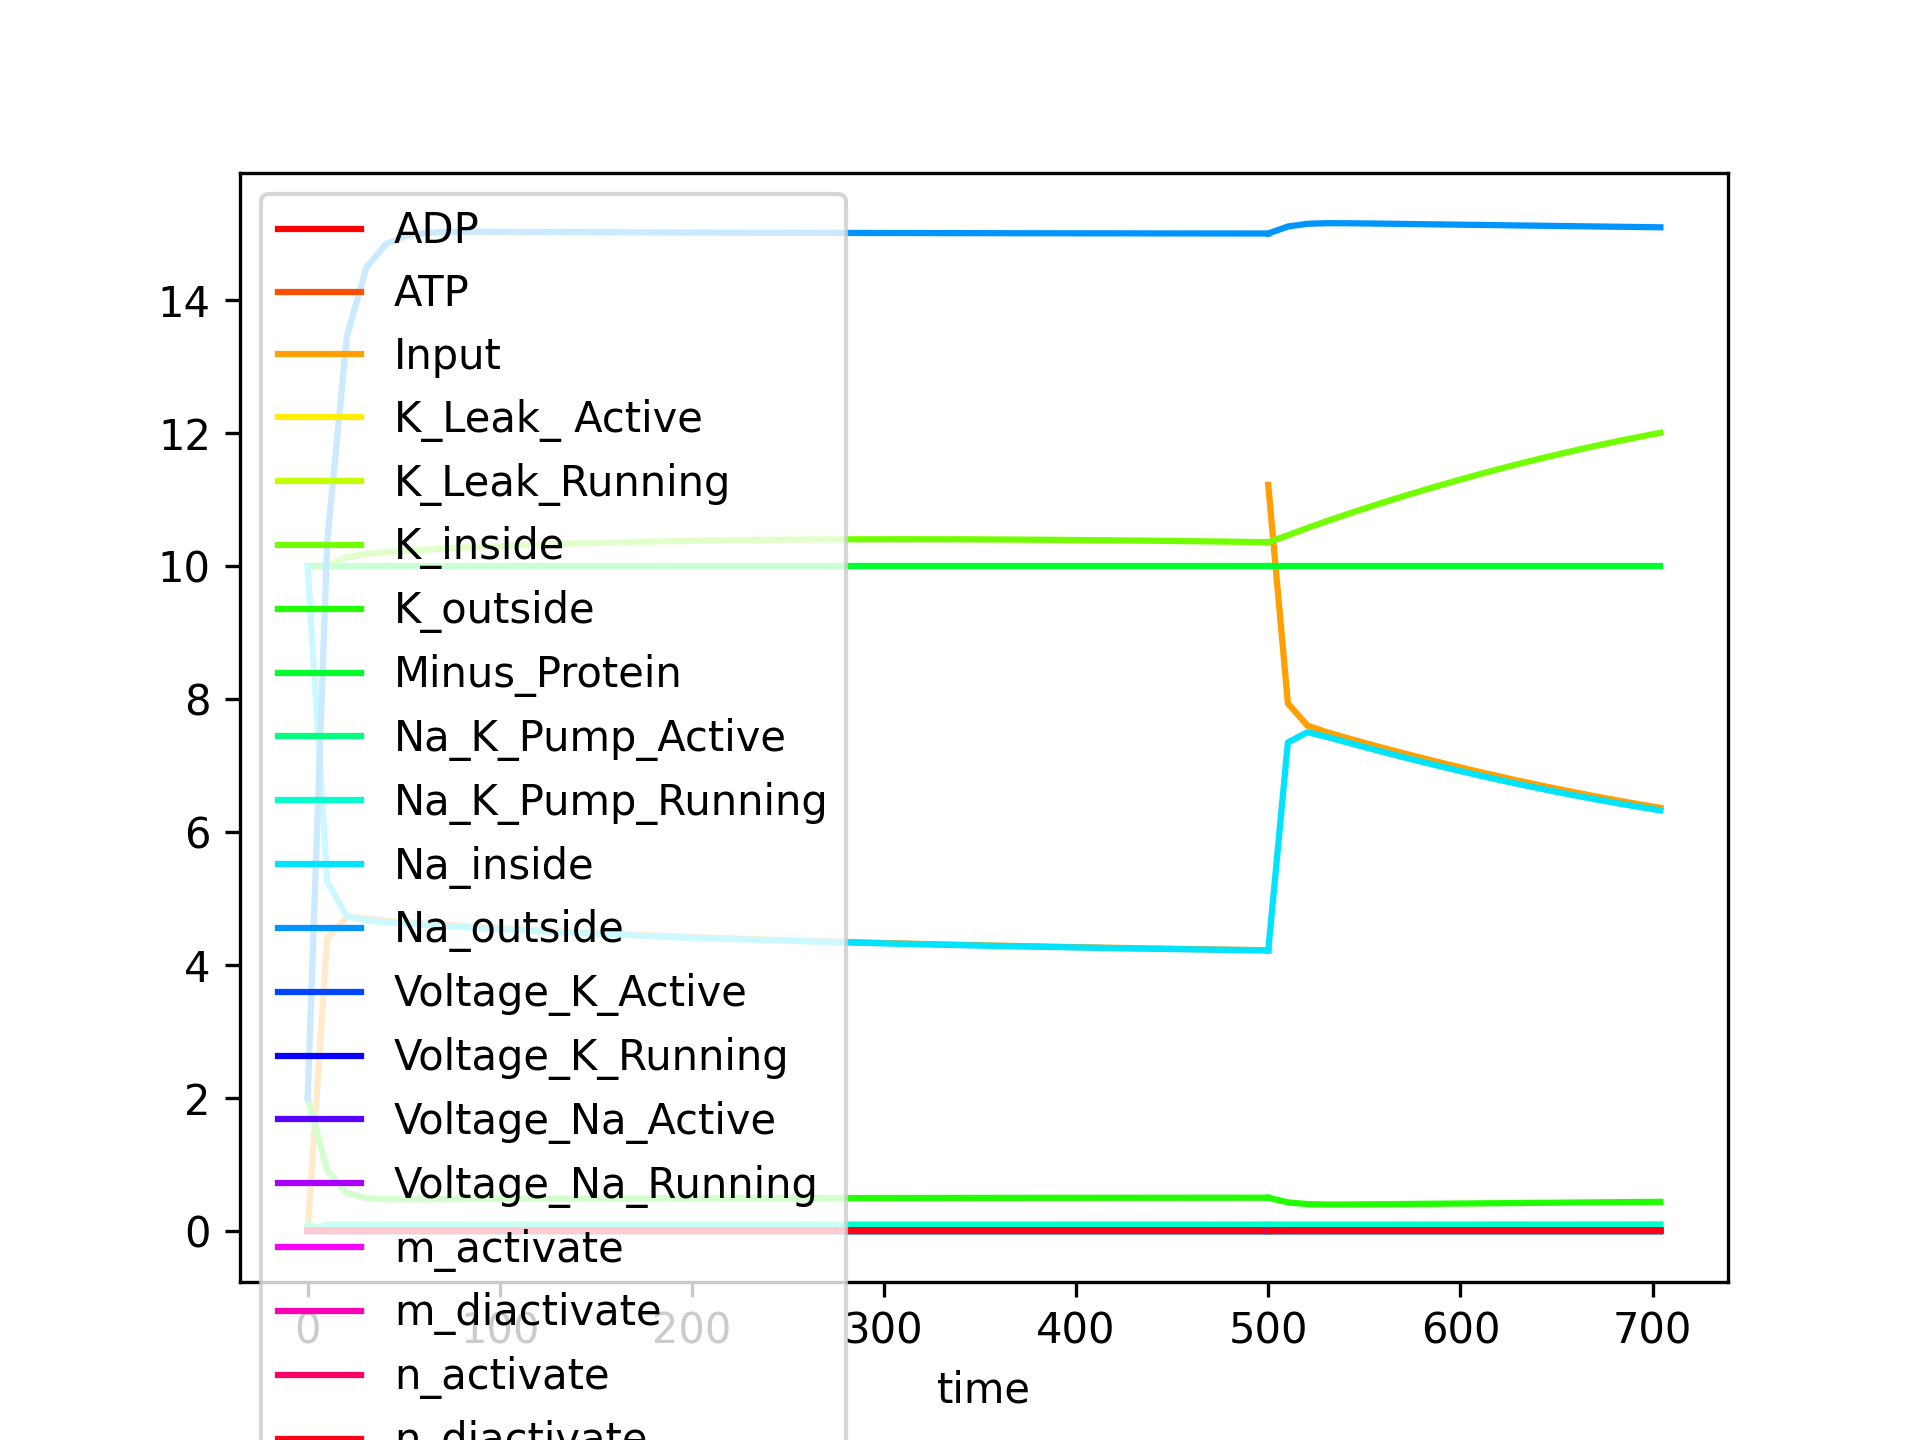 ADP
ATP
Input
K_Leak_ Active
K_Leak_Running
K_inside
K_outside
Minus_Protein
Na_K_Pump_Active
Na_K_Pump_Running
Na_inside
Na_outside
Voltage_K_Active
Voltage_K_Running
Voltage_Na_Active
Voltage_Na_Running
m_activate
m_diactivate
n_activate
n_diactivate
14
12
10
8
6
4
2
0
0 100 200 300 400 500 600 700
time